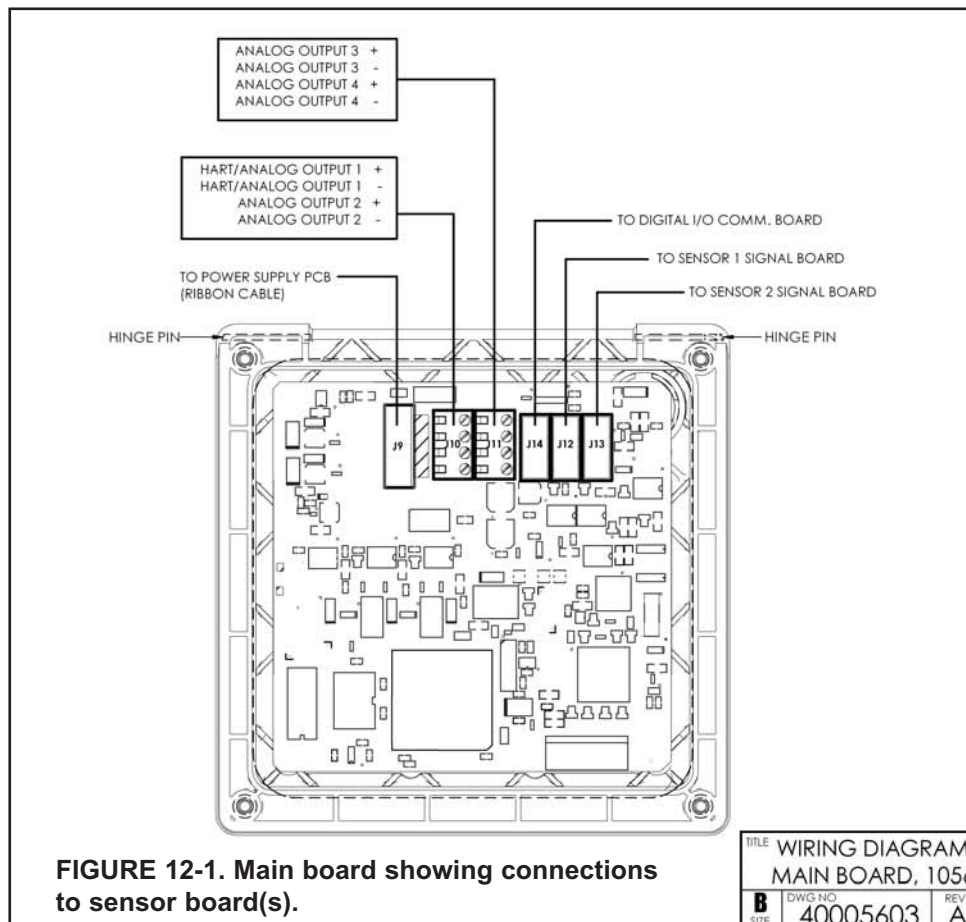 ANALOG OUTPUT 3 +
ANALOG OUTPUT 3 -
ANALOG OUTPUT 4 +
ANALOG OUTPUT 4 -
HART/ANALOG OUTPUT 1 +
HART/ANALOG OUTPUT 1 -
ANALOG OUTPUT 2 +
ANALOG OUTPUT 2 -
TO DIGITAL I/O COMM. BOARD
TO SENSOR 1 SIGNAL BOARD
TO POWER SUPPLY PCB
(RIBBON CABLE)
TO SENSOR 2 SIGNAL BOARD
HINGE PIN
HINGE PIN
J9
J10
J11
J14
J12
J13
FIGURE 12-1. Main board showing connections
to sensor board(s).
TITLE WIRING DIAGRAM
MAIN BOARD, 1056
B
SIZE
DWG NO
40005603
REV
A